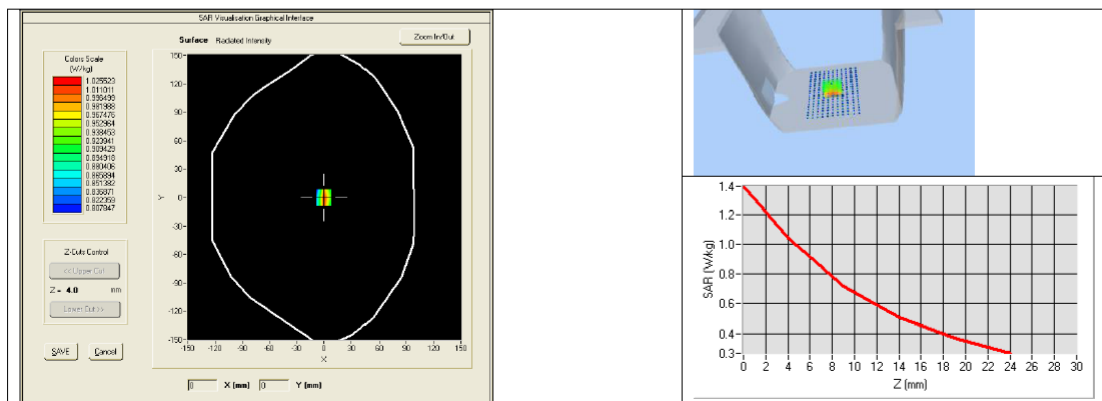 SAR Visualisation Graphical Interface
Surface Radiated Intensity
Zoom In/Out
Colors Scale
(W/kg)
1.025523
1.011011
0.996499
0.981988
0.967476
0.952964
0.938453
0.923941
0.909429
0.894918
0.880406
0.865894
0.851382
0.836871
0.822359
0.807847
Z-Cuts Control
<< Upper Cut
Z = 4.0 mm
Lower Cut >>
SAVE Cancel
150
120
90
60
30
0
-30
-60
-90
-120
-150
Y
-150 -120 -90 -60 -30 0 30 60 90 120 150
X
0 X (mm) 0 Y (mm)
1.4
1.2
1.0
0.8
0.6
0.4
0.3
SAR (W/kg)
0 2 4 6 8 10 12 14 16 18 20 22 24 26 28 30
Z (mm)